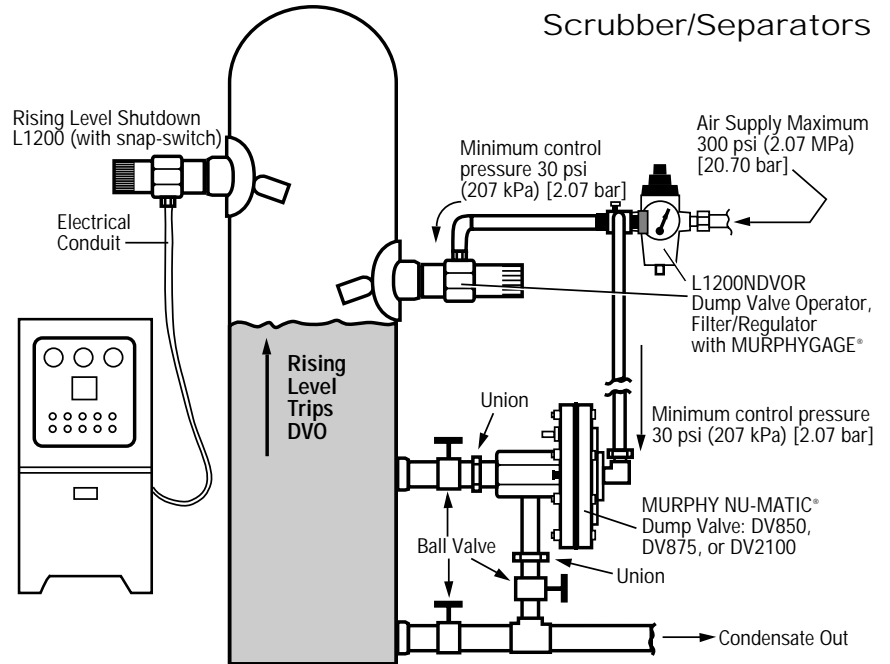 Scrubber/Separators
Rising Level Shutdown
L1200 (with snap-switch)
Electrical
Conduit
Minimum control
pressure 30 psi
(207 kPa) [2.07 bar]
Air Supply Maximum
300 psi (2.07 MPa)
[20.70 bar]
L1200NDVOR
Dump Valve Operator,
Filter/Regulator
with MURPHYGAGE®
Rising
Level
Trips
DVO
Union
Minimum control pressure
30 psi (207 kPa) [2.07 bar]
MURPHY NU-MATIC®
Dump Valve: DV850,
DV875, or DV2100
Ball Valve
Union
Condensate Out